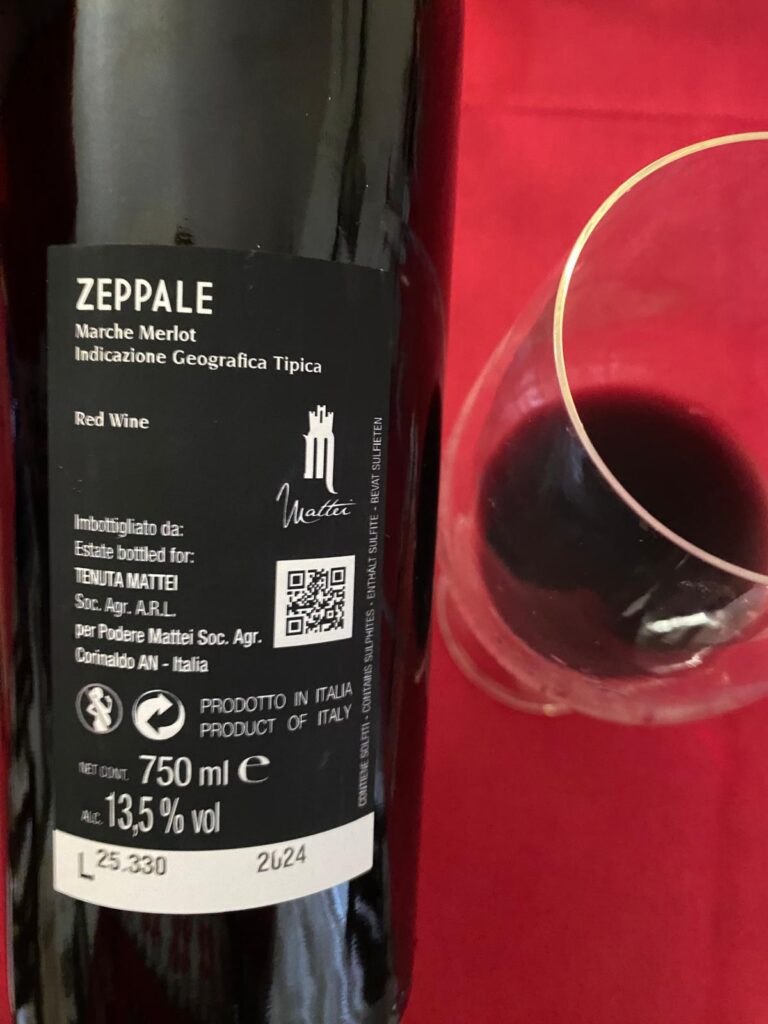 ZEPPALE
Marche Merlot
Indicazione Geografica Tipica
Red Wine
Mattei
Imbottigliato da:
Estate bottled for:
TENUTA MATTEI
Soc. Agr. A.R.L.
per Podere Mattei Soc. Agr.
Corinaldo AN - Italia
PRODOTTO IN ITALIA
PRODUCT OF ITALY
NET CONT. 750 ml e
ALC. 13,5 % vol
L 25.330 2024
CONTIENE SOLFITI - CONTAINS SULPHITES - ENTHÄLT SULFITE - BEVAT SULFIETEN